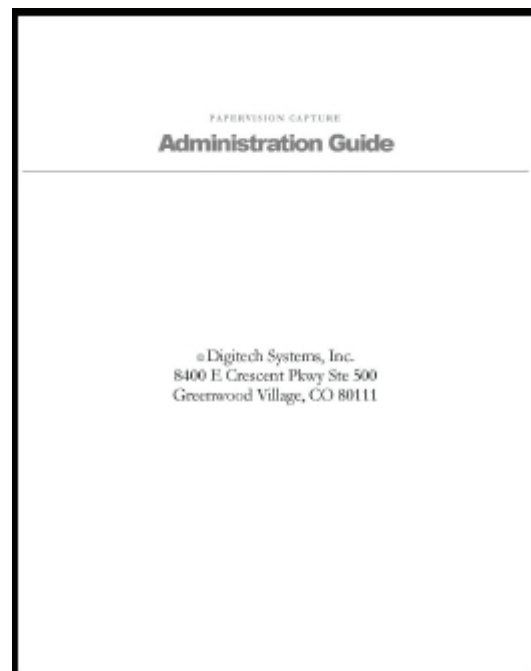 PAPERVISION CAPTURE
Administration Guide
© Digitech Systems, Inc.
8400 E Crescent Pkwy Ste 500
Greenwood Village, CO 80111